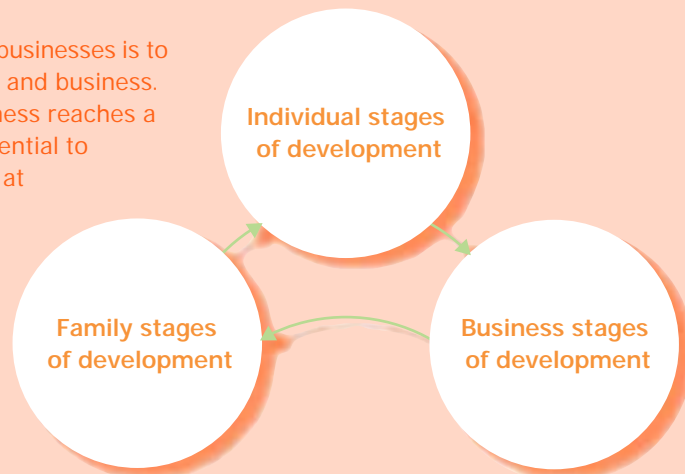 businesses is to
and business.
ness reaches a
ential to
at
Individual stages
of development
Family stages
of development
Business stages
of development